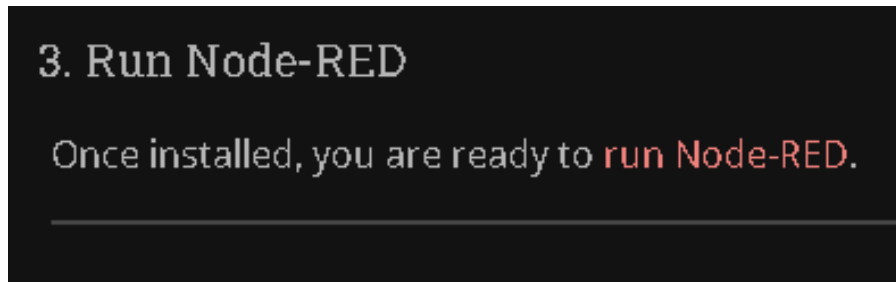 3. Run Node-RED
Once installed, you are ready to run Node-RED.